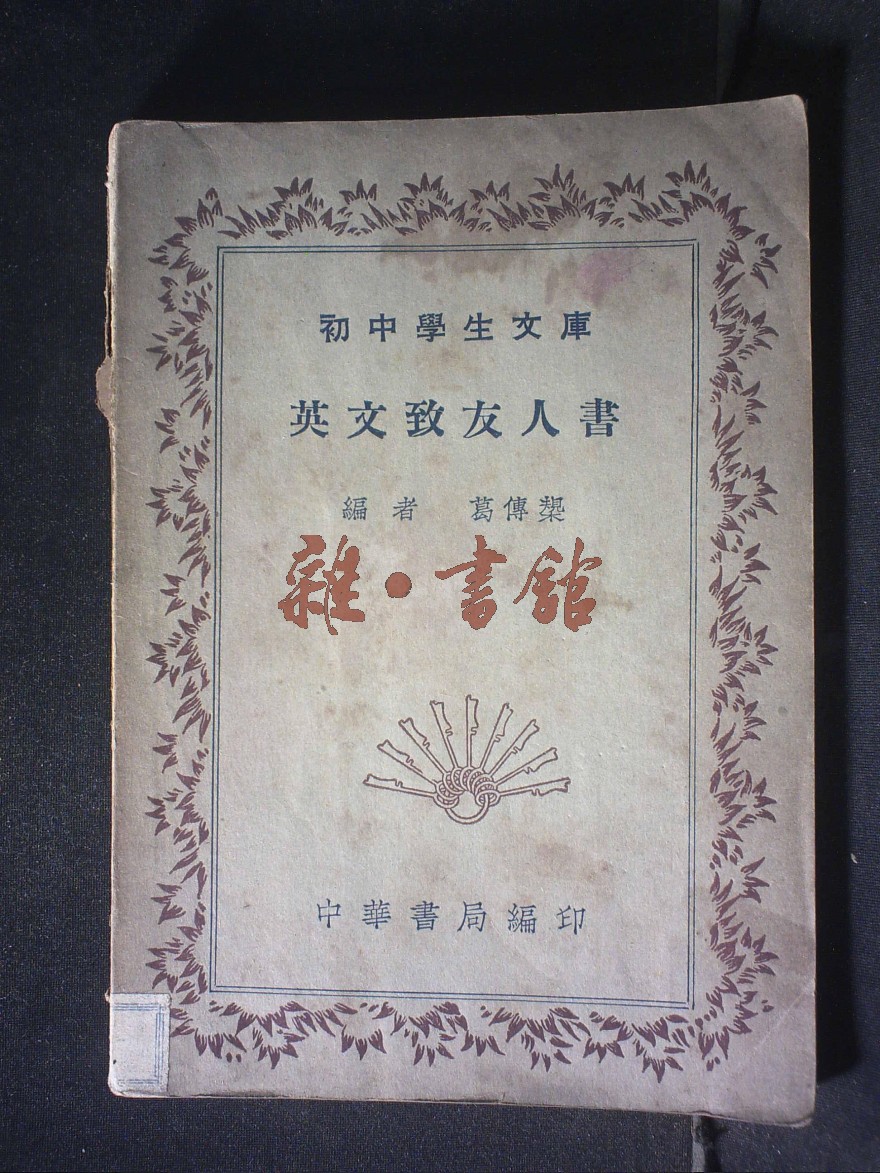 初中學生文庫
英文致友人書
編者 葛傳槼
雜·書館
中華書局編印